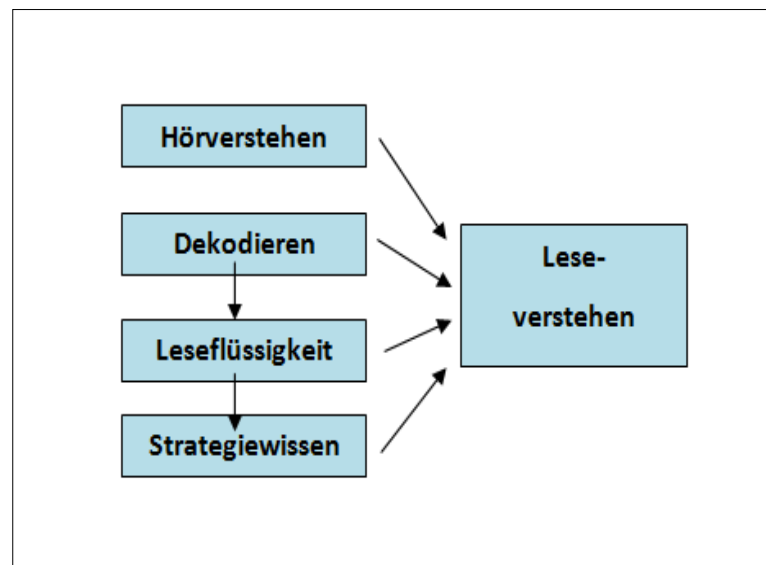 Hörverstehen
Dekodieren
Leseflüssigkeit
Strategiewissen
Lese-
verstehen